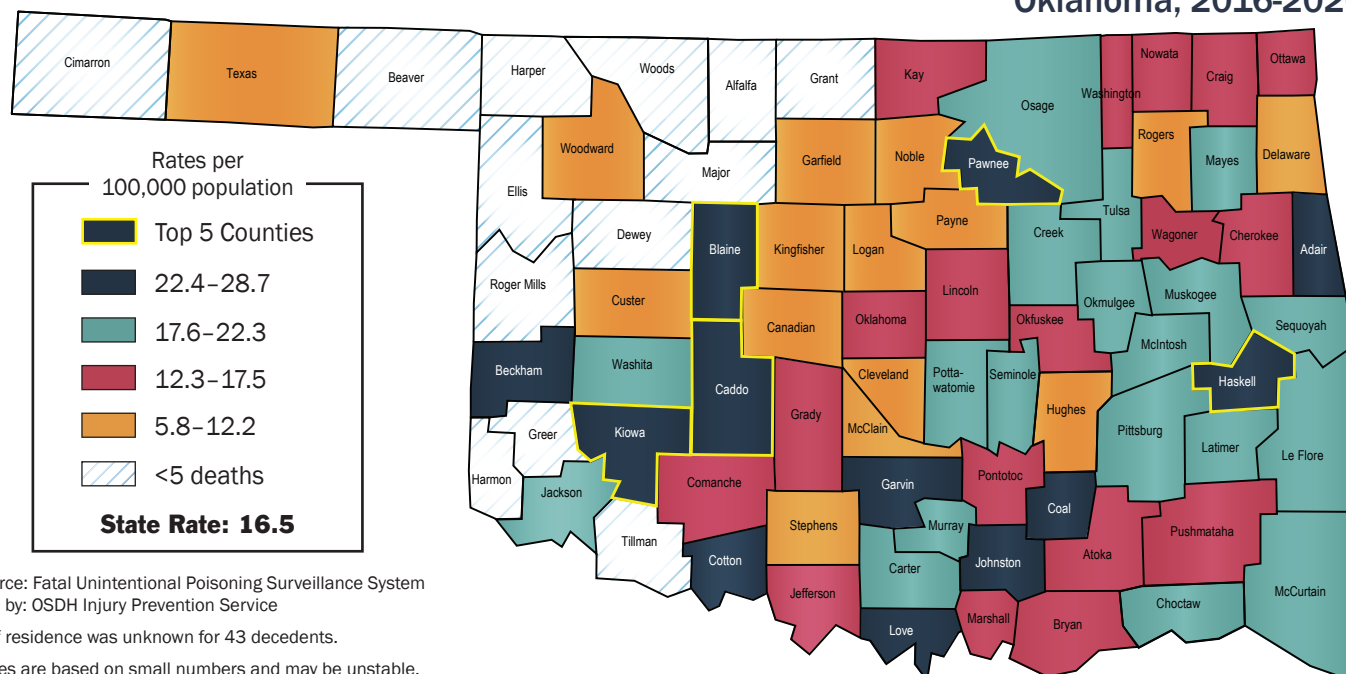 Oklahoma, 2016-202
Cimarron
Texas
Beaver
Harper
Woods
Alfalfa
Grant
Kay
Osage
Washington
Nowata
Craig
Ottawa
Woodward
Ellis
Major
Garfield
Noble
Pawnee
Rogers
Mayes
Delaware
Rates per
100,000 population
Top 5 Counties
22.4–28.7
17.6–22.3
12.3–17.5
5.8–12.2
<5 deaths
State Rate: 16.5
Dewey
Blaine
Kingfisher
Logan
Payne
Creek
Tulsa
Wagoner
Cherokee
Adair
Roger Mills
Custer
Canadian
Oklahoma
Lincoln
Okfuskee
Okmulgee
Muskogee
McIntosh
Sequoyah
Beckham
Washita
Caddo
Grady
Cleveland
McClain
Potta-
watomie
Seminole
Hughes
Pittsburg
Haskell
Latimer
Le Flore
Greer
Kiowa
Harmon
Jackson
Comanche
Tillman
Cotton
Stephens
Jefferson
Garvin
Murray
Carter
Love
Pontotoc
Johnston
Marshall
Coal
Atoka
Bryan
Pushmataha
Choctaw
McCurtain
rce: Fatal Unintentional Poisoning Surveillance System
by: OSDH Injury Prevention Service
f residence was unknown for 43 decedents.
es are based on small numbers and may be unstable.